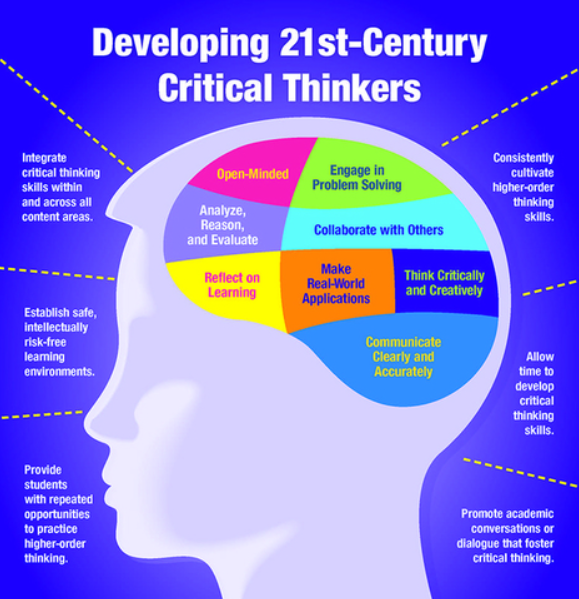 Developing 21st-Century
Critical Thinkers
Integrate
critical thinking
skills within
and across all
content areas.
Establish safe,
intellectually
risk-free
learning
environments.
Provide
students
with repeated
opportunities
to practice
higher-order
thinking.
Open-Minded
Engage in
Problem Solving
Analyze,
Reason,
and Evaluate
Collaborate with Others
Reflect on
Learning
Make
Real-World
Applications
Think Critically
and Creatively
Communicate
Clearly and
Accurately
Consistently
cultivate
higher-order
thinking
skills.
Allow
time to
develop
critical
thinking
skills.
Promote academic
conversations or
dialogue that foster
critical thinking.